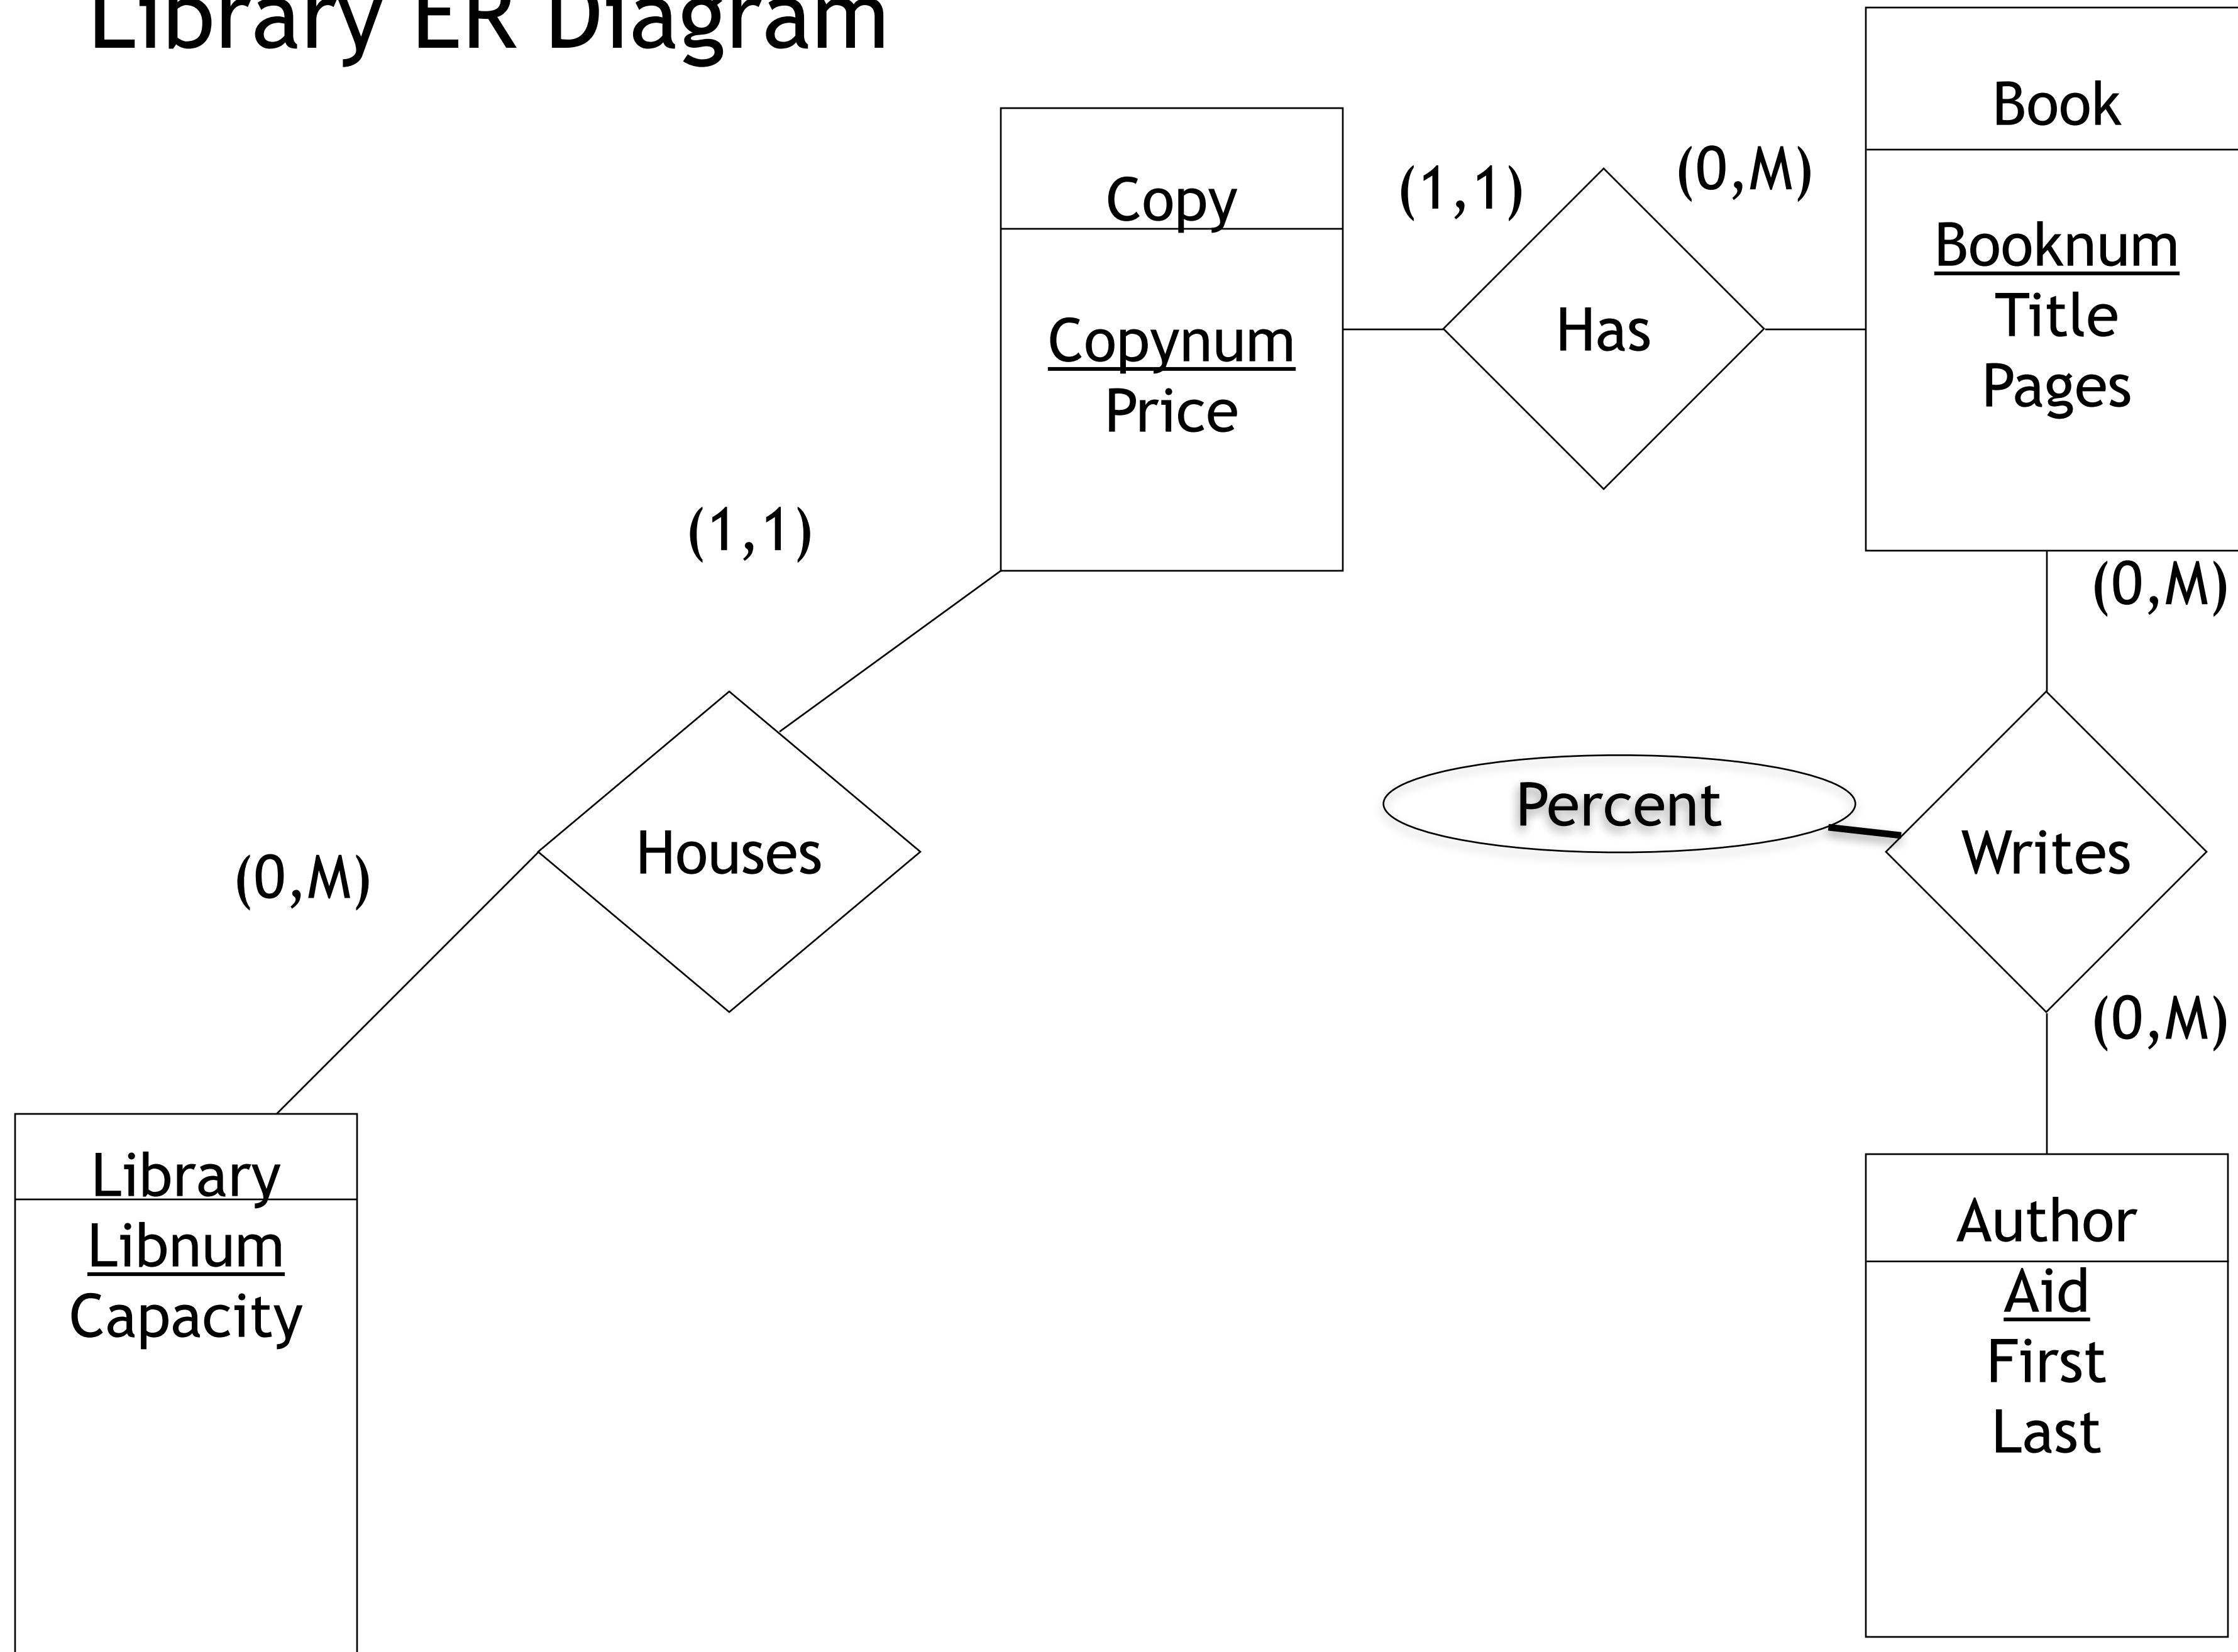 Library ER Diagram
Copy
Copynum
Price
(1,1)
Has
(0,M)
Book
Booknum
Title
Pages
(1,1)
Houses
(0,M)
Library
Libnum
Capacity
(0,M)
Percent
Writes
(0,M)
Author
Aid
First
Last